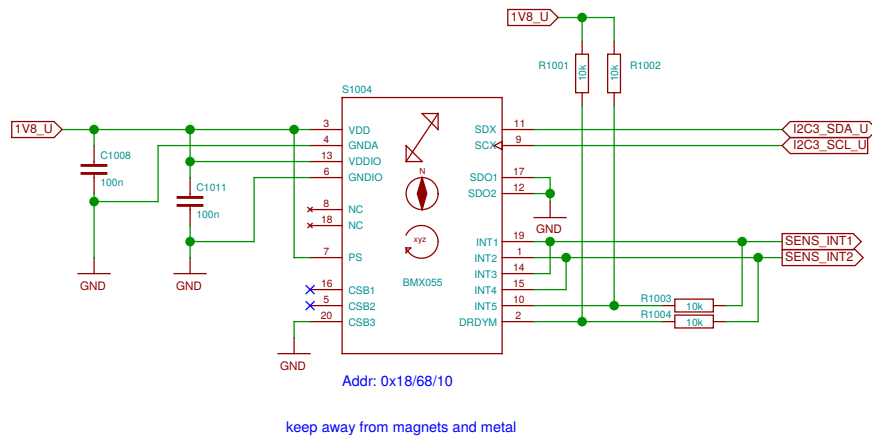 1V8_U
R1001
10k
10k
R1002
S1004
1V8_U
3 VDD
4 GNDA
13 VDDIO
6 GNDIO
8 NC
18 NC
7 PS
16 CSB1
5 CSB2
20 CSB3
SDX 11
SCX 9
SDO1 17
SDO2 12
INT1 19
INT2 1
INT3 14
INT4 15
INT5 10
DRDYM 2
N
xyz
BMX055
C1008
100n
C1011
100n
GND
GND
GND
GND
I2C3_SDA_U
I2C3_SCL_U
SENS_INT1
SENS_INT2
R1003
10k
R1004
10k
Addr: 0x18/68/10
keep away from magnets and metal